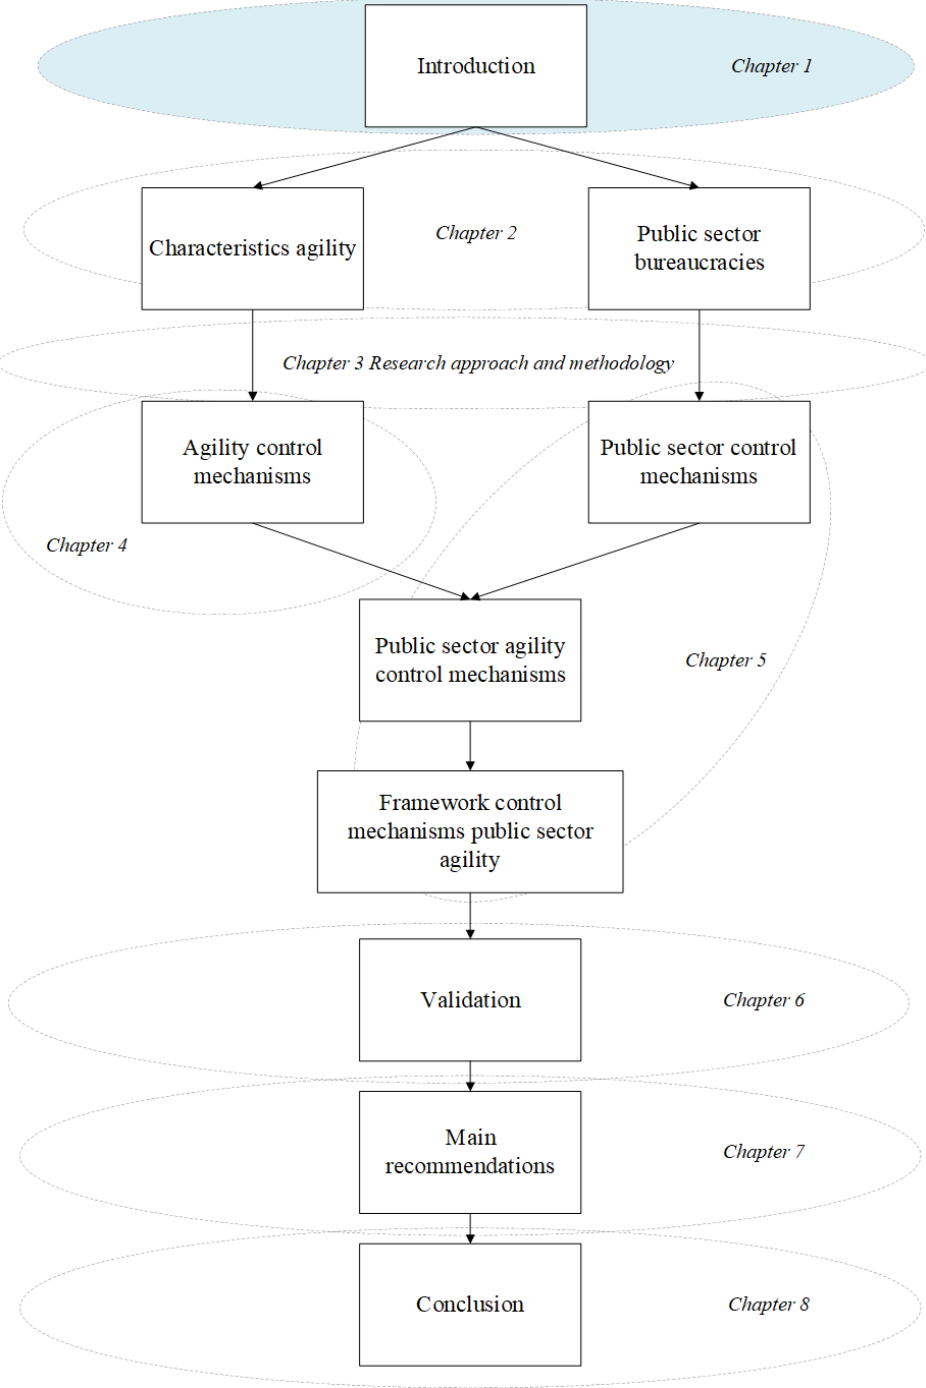 Introduction
Chapter 1
Characteristics agility
Chapter 2
Public sector
bureaucracies
Chapter 3 Research approach and methodology
Agility control
mechanisms
Public sector control
mechanisms
Chapter 4
Public sector agility
control mechanisms
Chapter 5
Framework control
mechanisms public sector
agility
Validation
Chapter 6
Main
recommendations
Chapter 7
Conclusion
Chapter 8